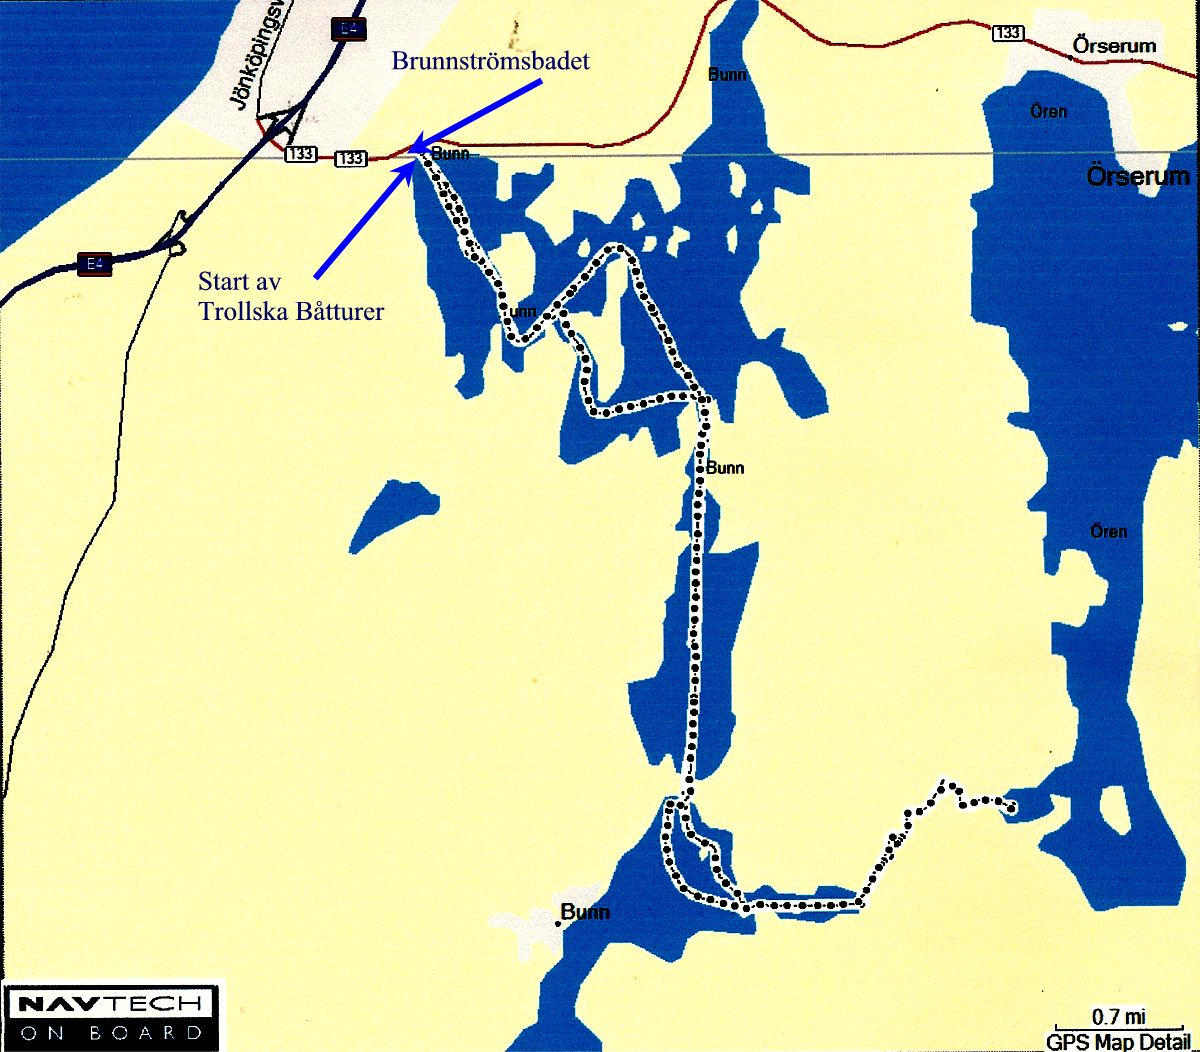 E4
Jönköpingsv
Brunnströmsbadet
133
Örserum
Bunn
Ören
133
133
Bunn
Örserum
E4
Start av
Trollska Båtturer
unn
Bunn
Ören
Bunn
NAVTECH
ON BOARD
0.7 mi
GPS Map Detail